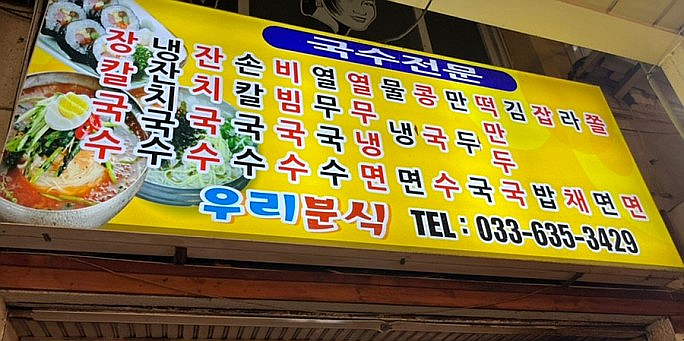 국수전문
장칼국수
냉잔치국수
잔치국수
손칼국수
비빔국수
열무국수
열무냉면
물냉면
콩국수
만두국
떡만두국
김밥
잡채
라면
쫄면
우리분식 TEL : 033-635-3429